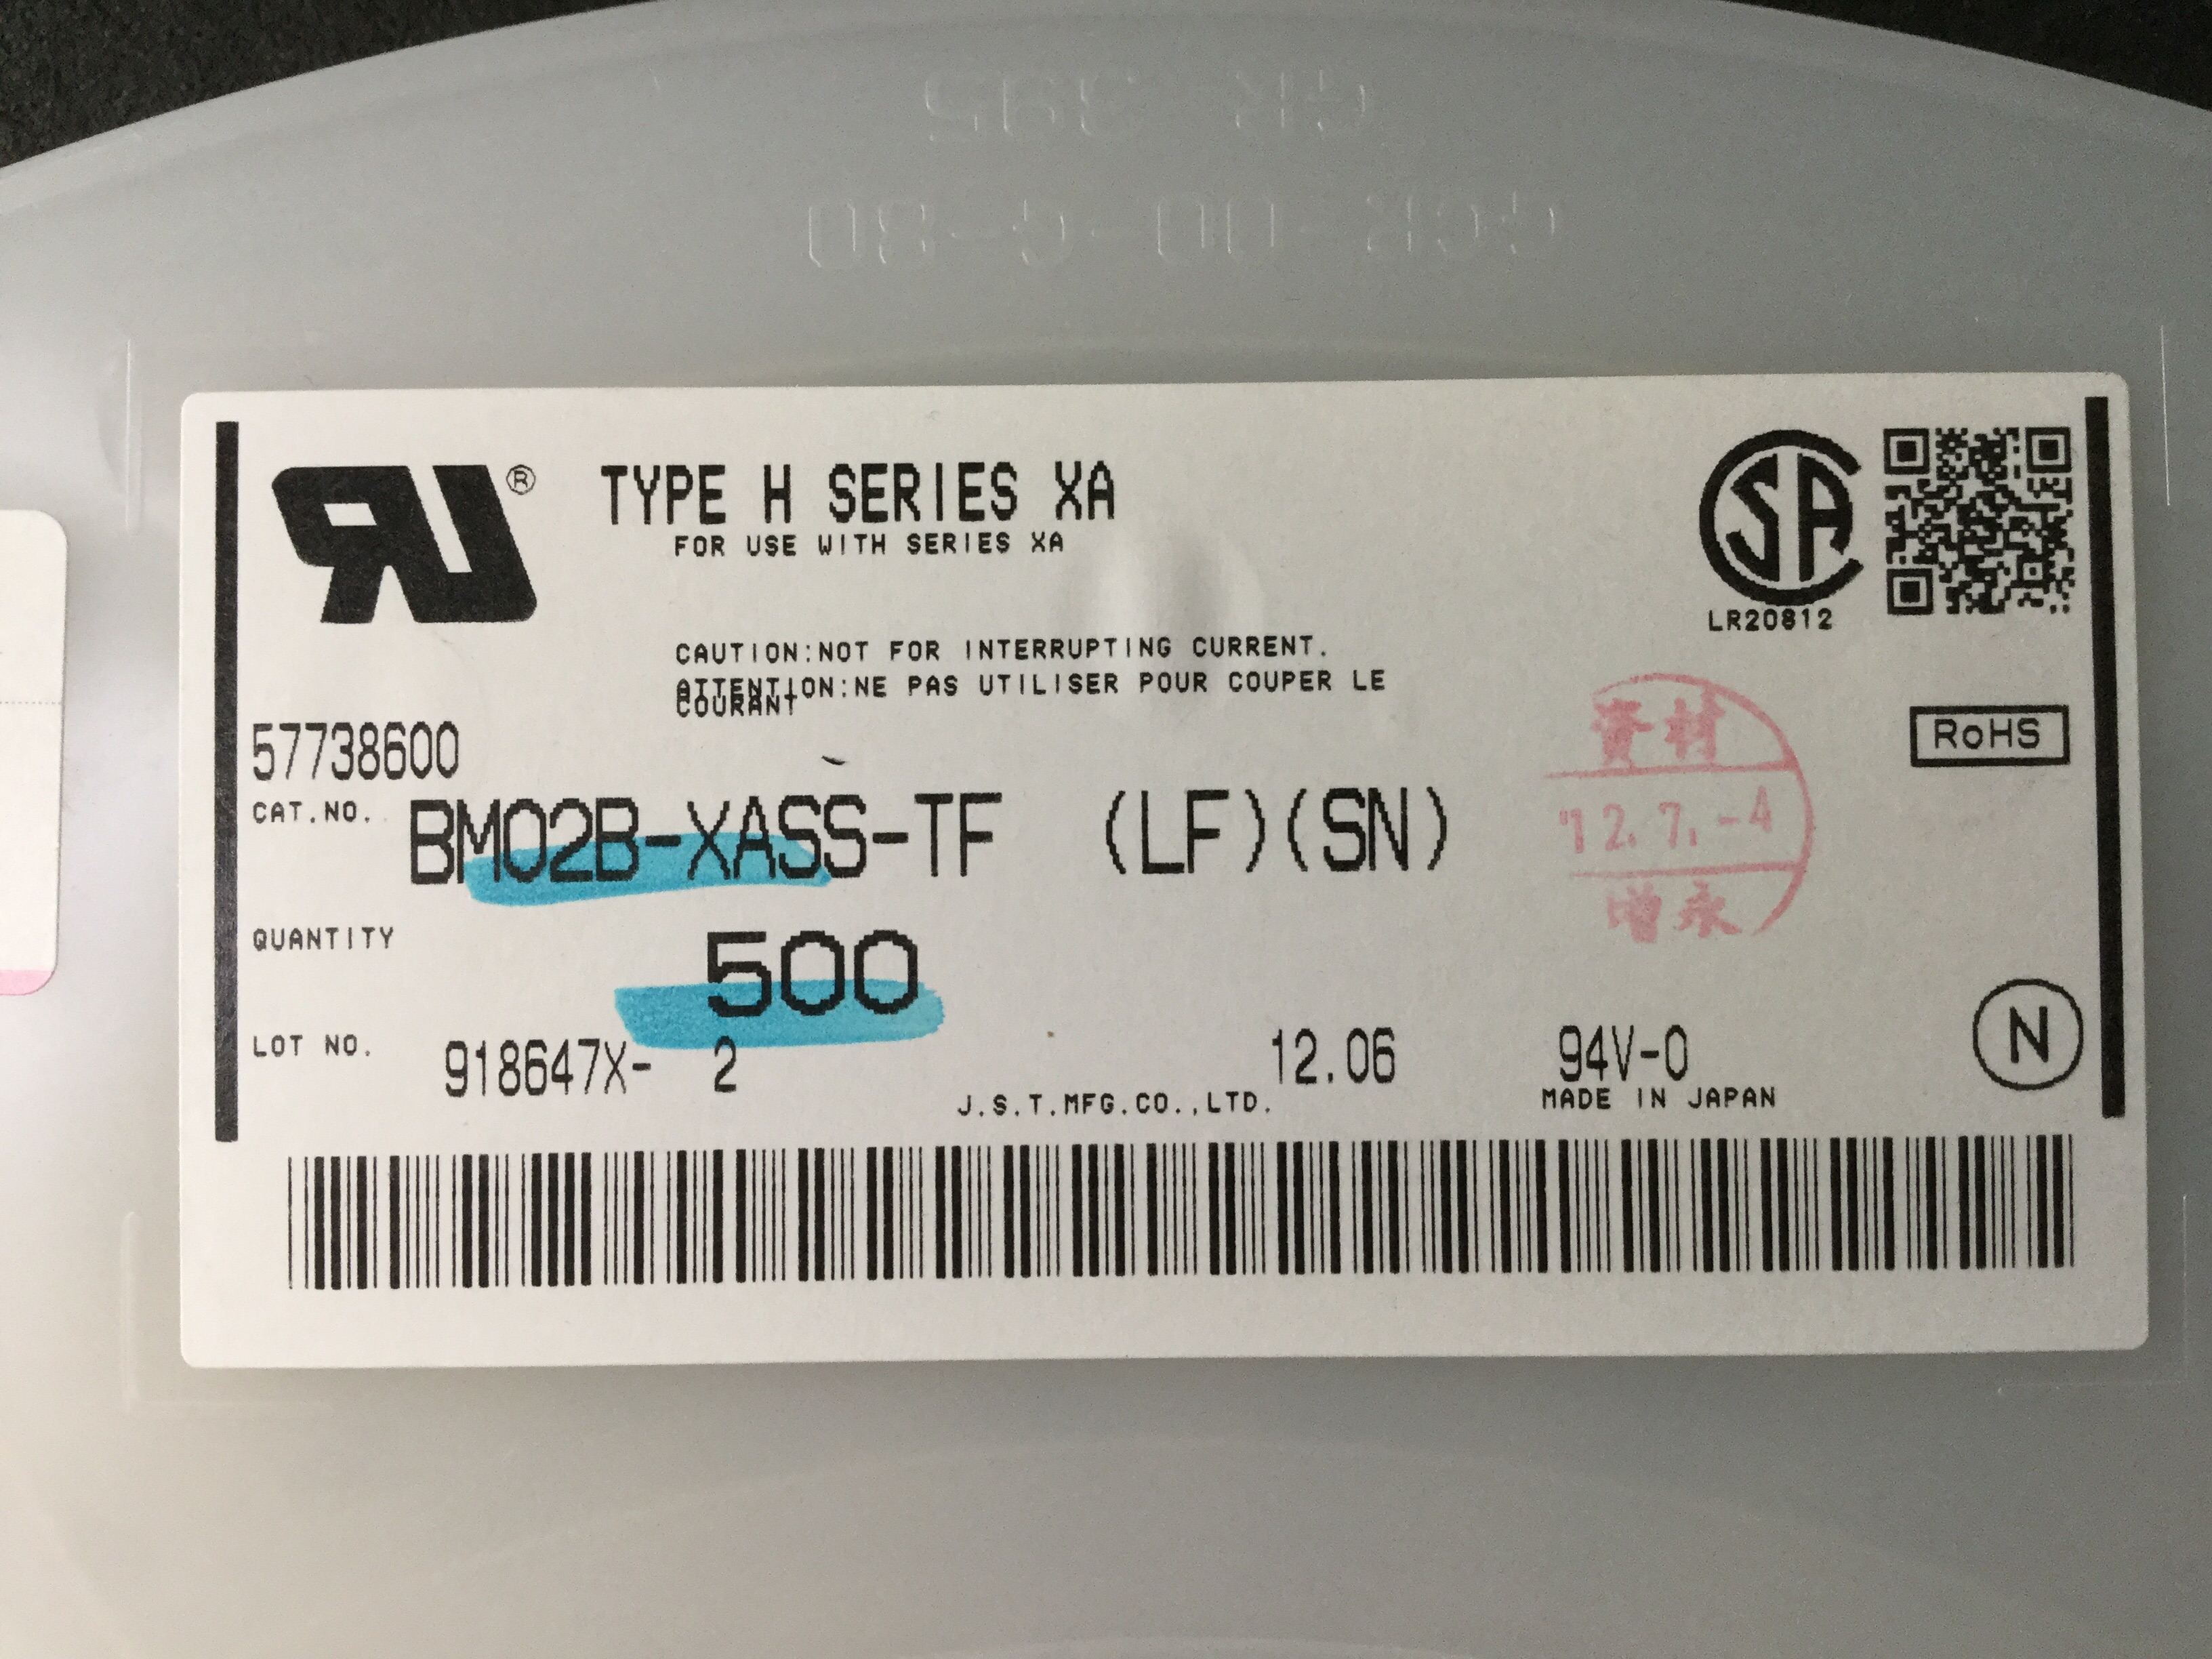 TYPE H SERIES XA
FOR USE WITH SERIES XA
LR20812
CAUTION:NOT FOR INTERRUPTING CURRENT.
ATTENTION:NE PAS UTILISER POUR COUPER LE
COURANT
RoHS
57738600
CAT.NO. BM02B-XASS-TF (LF)(SN)
資材
'12.7.-4
増永
QUANTITY 500
N
LOT NO. 918647X- 2 12.06 94V-0
J.S.T.MFG.CO.,LTD. MADE IN JAPAN